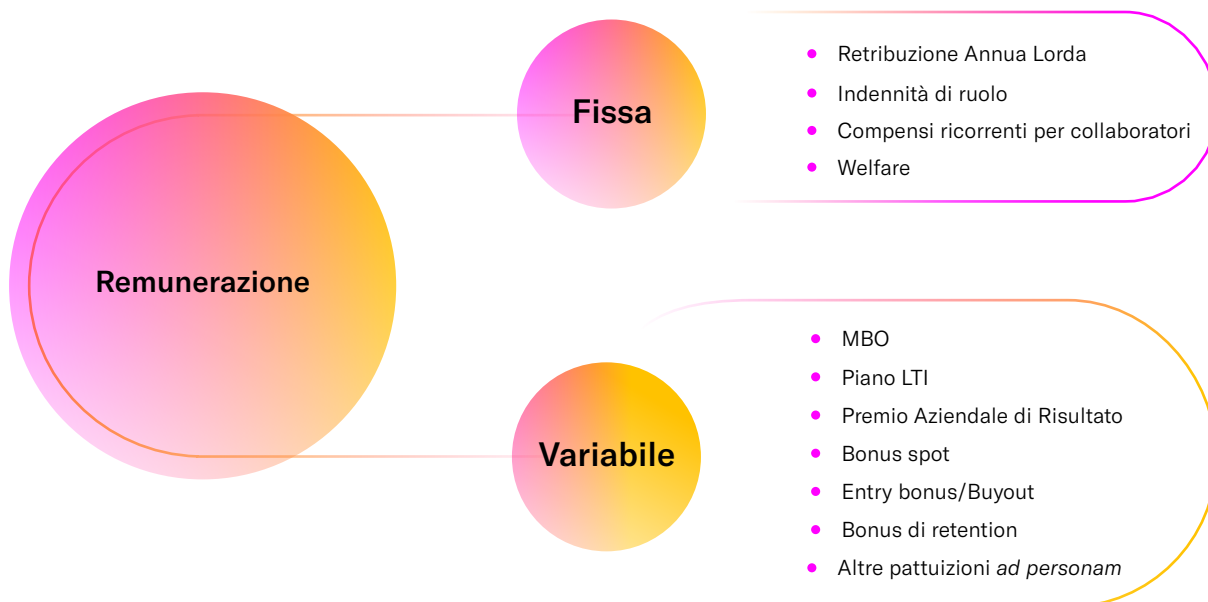 Remunerazione
Fissa
Retribuzione Annua Lorda
Indennità di ruolo
Compensi ricorrenti per collaboratori
Welfare
Variabile
MBO
Piano LTI
Premio Aziendale di Risultato
Bonus spot
Entry bonus/Buyout
Bonus di retention
Altre pattuizioni ad personam